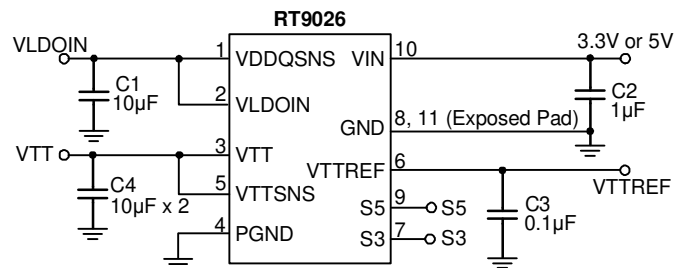 RT9026
VLDOIN
C1
10µF
1
VDDQSNS
2
VLDOIN
VTT
C4
10µF x 2
3
VTT
5
VTTSNS
4
PGND
VIN
10
3.3V or 5V
C2
1µF
GND
8, 11 (Exposed Pad)
VTTREF
6
VTTREF
C3
0.1µF
S5
9
S5
S3
7
S3